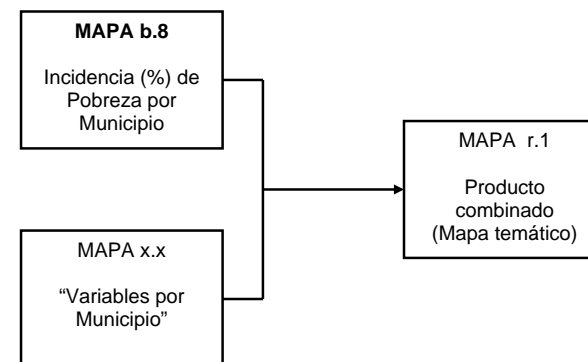 MAPA b.8
Incidencia (%) de
Pobreza por
Municipio
MAPA x.x
“Variables por
Municipio”
MAPA  r.1
Producto
combinado
(Mapa temático)